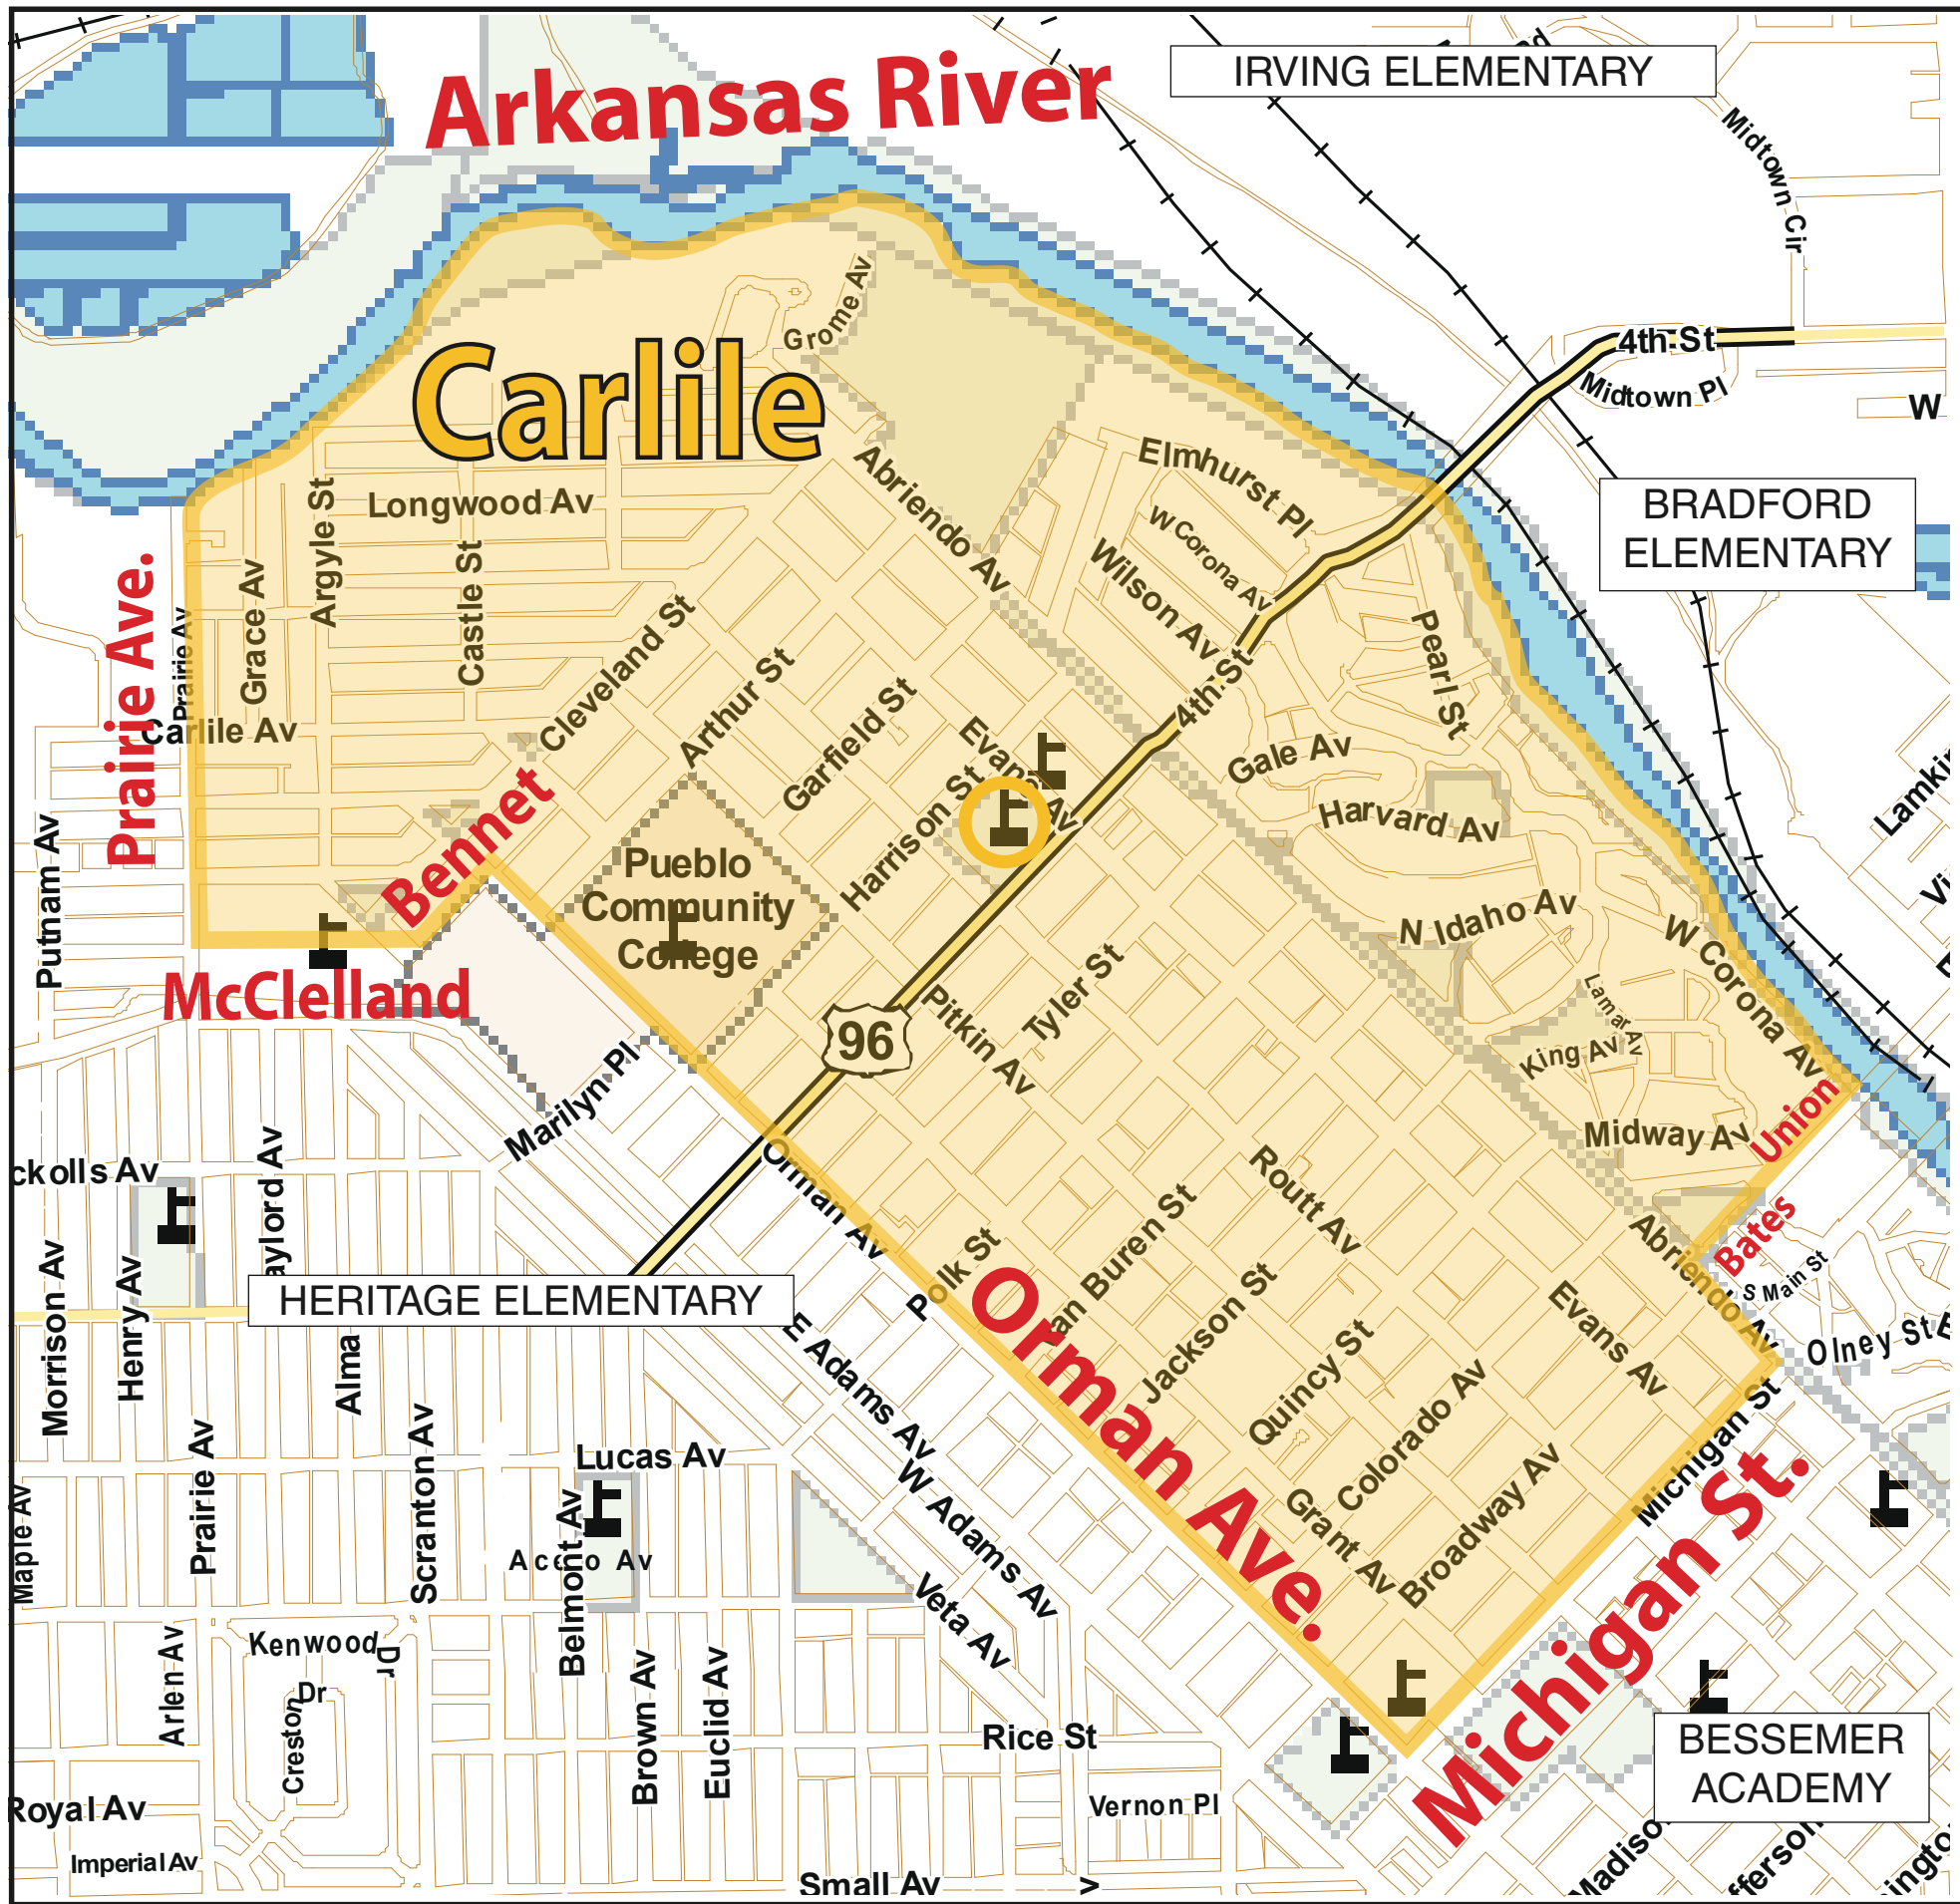 Arkansas River
IRVING ELEMENTARY
Midtown Cir
4th St
Midtown Pl
W
Grome Av
Carlile
Elmhurst Pl
BRADFORD
ELEMENTARY
Longwood Av
Argyle St
Abriendo Av
W Corona Av
Wilson Av
Castle St
Grace Av
Prairie Av
Prairie Ave.
Carlile Av
Cleveland St
Arthur St
Garfield St
Evans Av
4th St
Pearl St
Gale Av
Harvard Av
Harrison St
Bennet
Putnam Av
Pueblo
Community
College
N Idaho Av
W Corona Av
McClelland
96
Pitkin Av
Tyler St
Lamar Av
King Av
Marilyn Pl
Midway Av
Union
Bates
Abriendo Av
S Main St
Olney St
Orman Av
Routt Av
Polk St
Jackson St
Quincy St
Colorado Av
Evans Av
Michigan St
Orman Ave.
Grant Av
Broadway Av
Michigan St.
HERITAGE ELEMENTARY
Morrison Av
Henry Av
Alma
E Adams Av
Lucas Av
W Adams Av
Maple Av
Prairie Av
Scranton Av
Belmont Av
Veta Av
Kenwood Dr
Arlen Av
Creston Dr
Brown Av
Euclid Av
Rice St
Vernon Pl
Royal Av
Imperial Av
Small Av
BESSEMER
ACADEMY